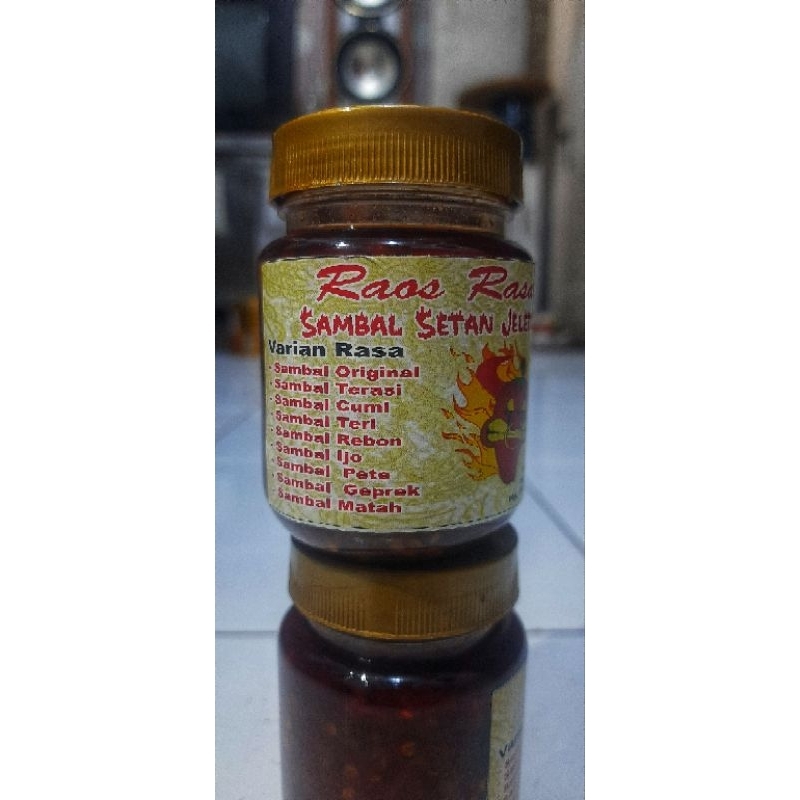 Raos Rasa
SAMBAL SETAN JELET
Varian Rasa
- Sambal Original
- Sambal Terasi
- Sambal Cumi
- Sambal Teri
- Sambal Rebon
- Sambal Ijo
- Sambal Pete
- Sambal Geprek
- Sambal Matah